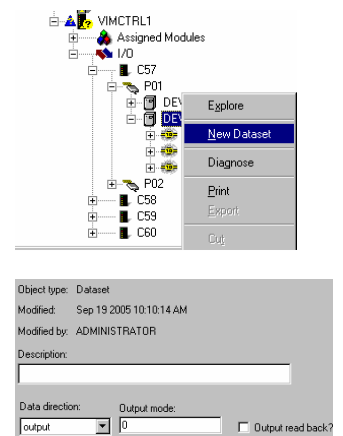 VIMCTRL1
Assigned Modules
I/O
C57
P01
DEV
DEV
P02
C58
C59
C60
Explore
New Dataset
Diagnose
Print
Export
Cut
Object type: Dataset
Modified: Sep 19 2005 10:10:14 AM
Modified by: ADMINISTRATOR
Description:
Data direction: Output mode:
output 0 Output read back?